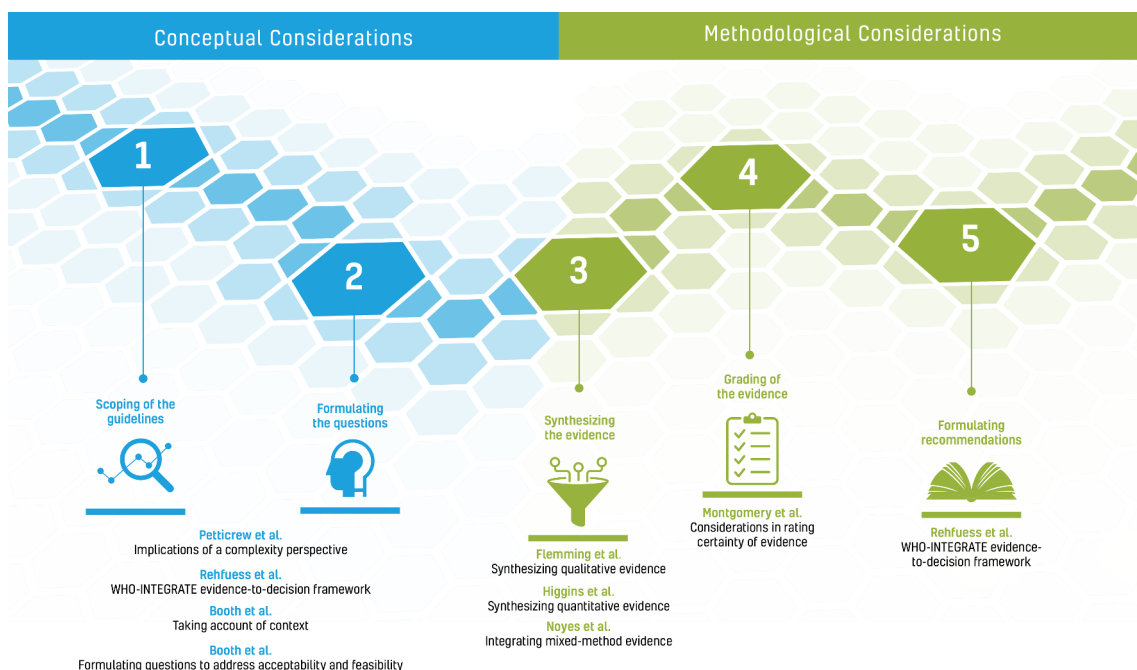 Conceptual Considerations
Methodological Considerations
1
2
3
4
5
Scoping of the
guidelines
Formulating
the questions
Petticrew et al.
Implications of a complexity perspective
Rehfuess et al.
WHO-INTEGRATE evidence-to-decision framework
Booth et al.
Taking account of context
Booth et al.
Formulating questions to address acceptability and feasibility
Synthesizing
the evidence
Flemming et al.
Synthesizing qualitative evidence
Higgins et al.
Synthesizing quantitative evidence
Noyes et al.
Integrating mixed-method evidence
Grading of
the evidence
Montgomery et al.
Considerations in rating
certainty of evidence
Formulating
recommendations
Rehfuess et al.
WHO-INTEGRATE evidence-
to-decision framework